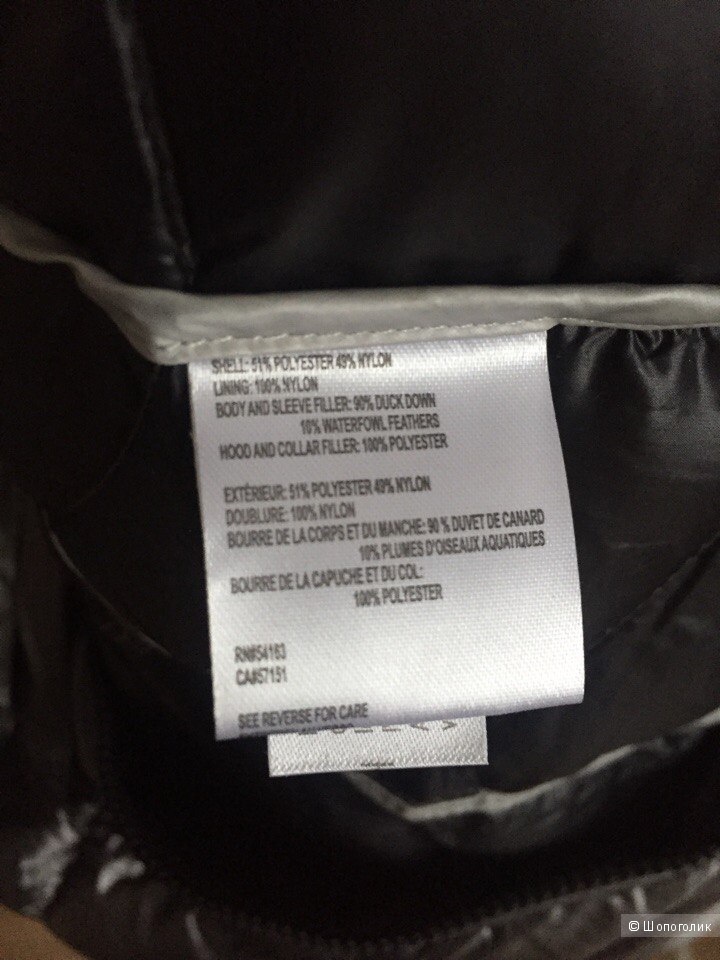 SHELL: 51% POLYESTER 49% NYLON
LINING: 100% NYLON
BODY AND SLEEVE FILLER: 90% DUCK DOWN
10% WATERFOWL FEATHERS
HOOD AND COLLAR FILLER: 100% POLYESTER
EXTÉRIEUR: 51% POLYESTER 49% NYLON
DOUBLURE: 100% NYLON
BOURRE DE LA CORPS ET DU MANCHE: 90 % DUVET DE CANARD
10% PLUMES D'OISEAUX AQUATIQUES
BOURRE DE LA CAPUCHE ET DU COL:
100% POLYESTER
RN#54163
CA#57151
SEE REVERSE FOR CARE
© Шопоголик